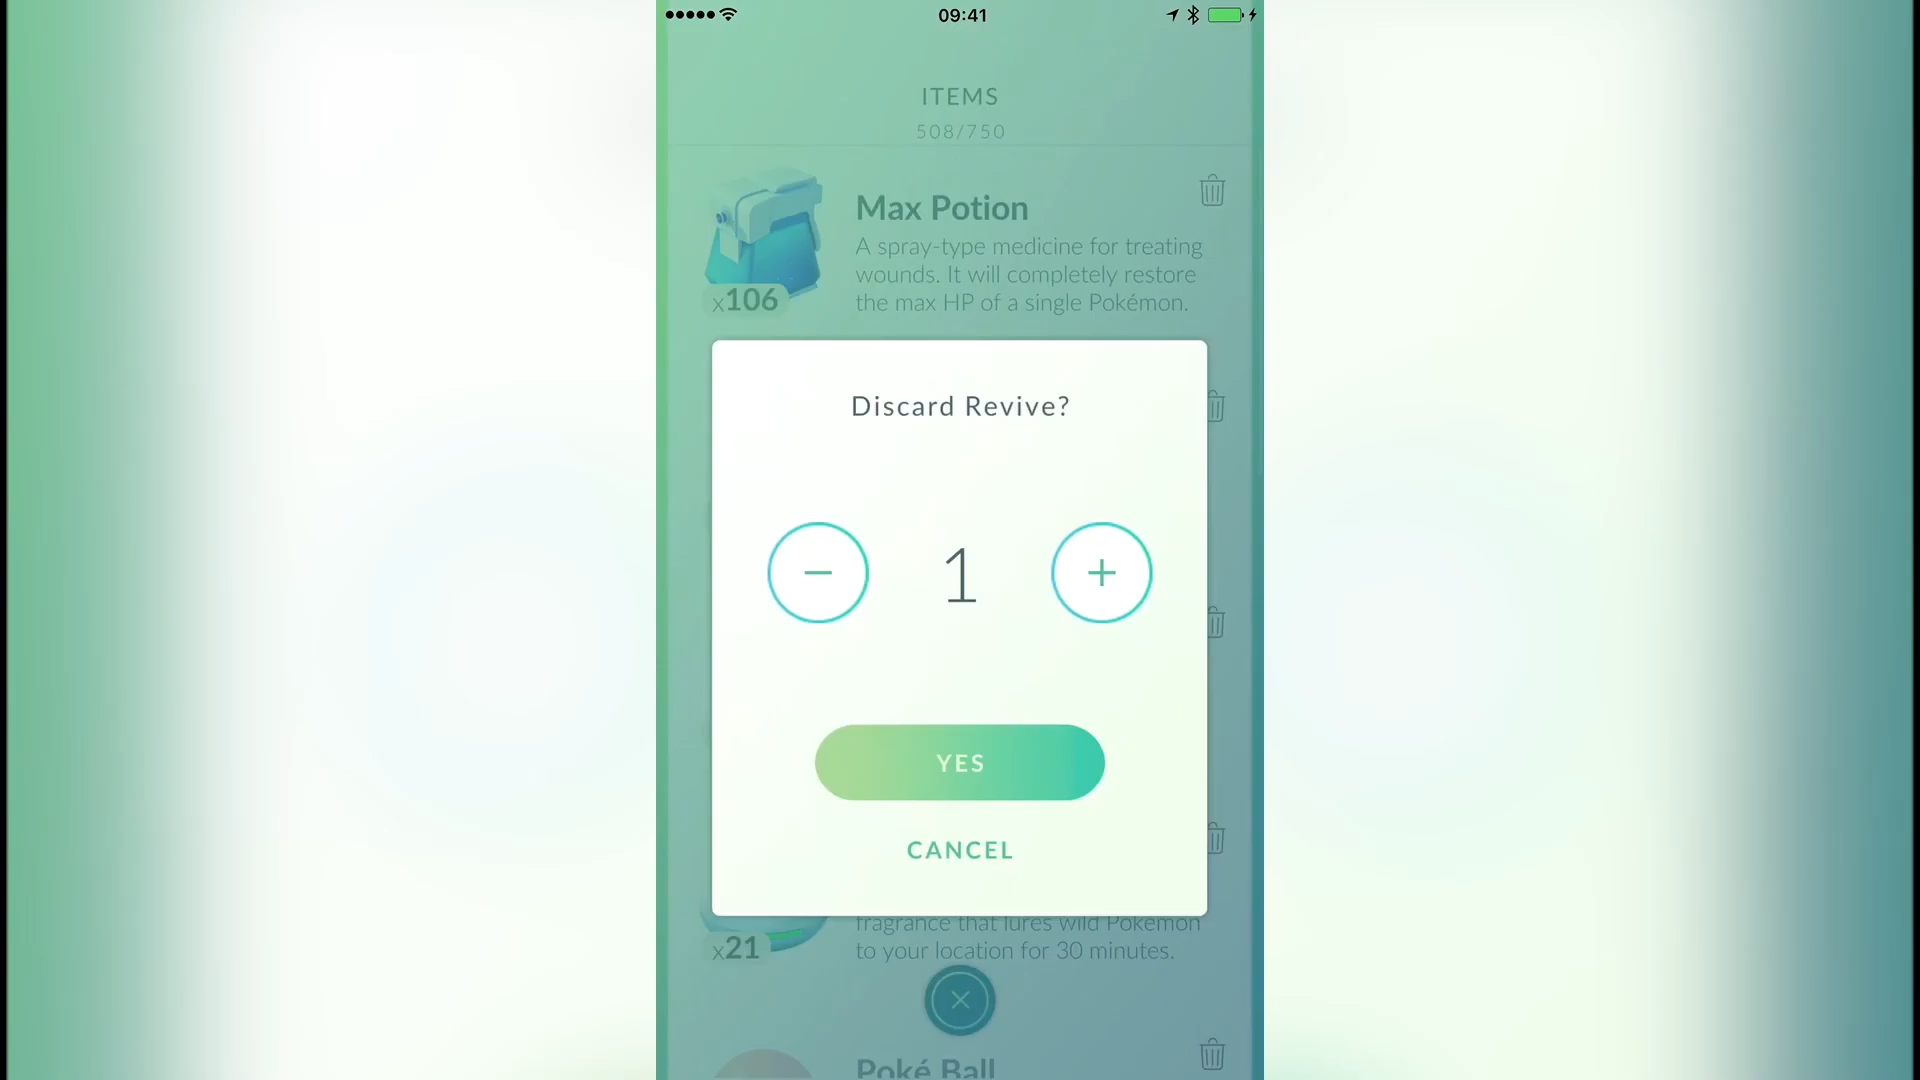 09:41
ITEMS
508/750
Max Potion
A spray-type medicine for treating
wounds. It will completely restore
the max HP of a single Pokémon.
x106
Discard Revive?
− 1 +
YES
CANCEL
fragrance that lures wild Pokémon
to your location for 30 minutes.
x21
Poké Ball